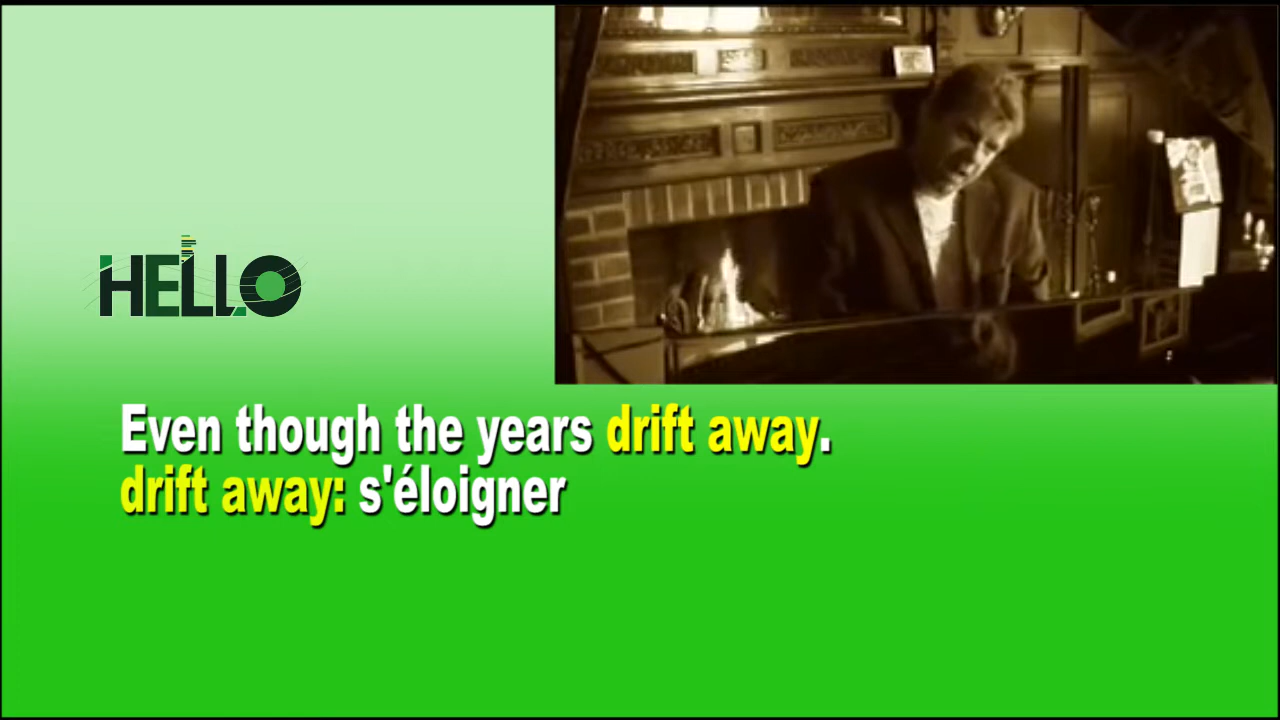 HELLO
Even though the years drift away.
drift away: s'éloigner